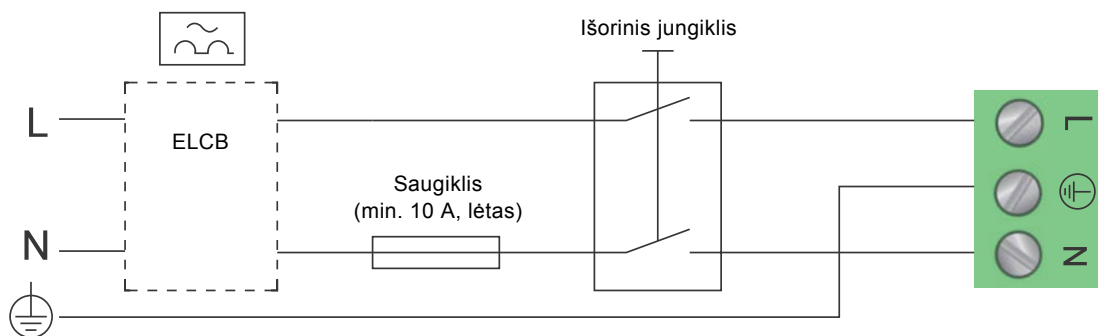 Išorinis jungiklis
L
ELCB
L
Saugiklis
(min. 10 A, lėtas)
N
N